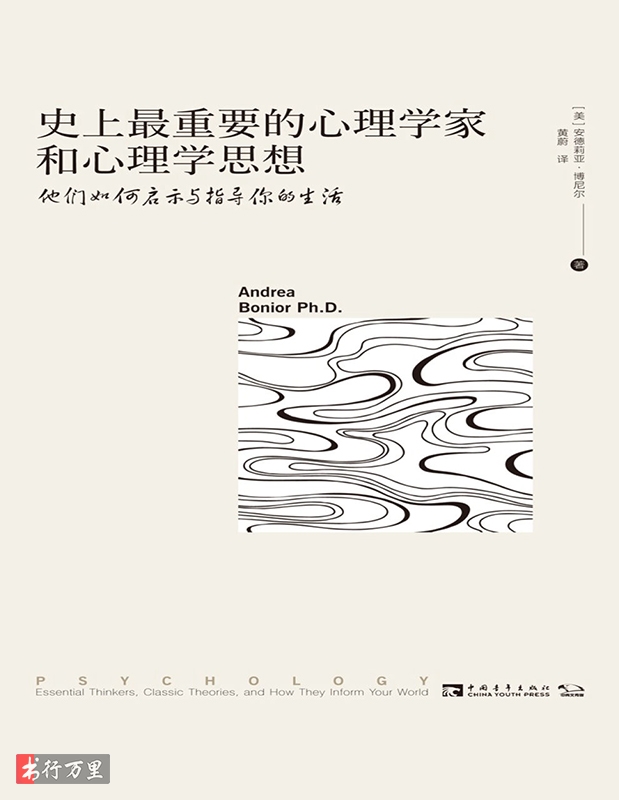 史上最重要的心理学家
和心理学思想
他们如何启示与指导你的生活
[美]安德莉亚·博尼尔 著
黄蔚 译
Andrea
Bonior Ph.D.
PSYCHOLOGY
Essential Thinkers, Classic Theories, and How They Inform Your World
中国青年出版社
CHINA YOUTH PRESS
书行万里